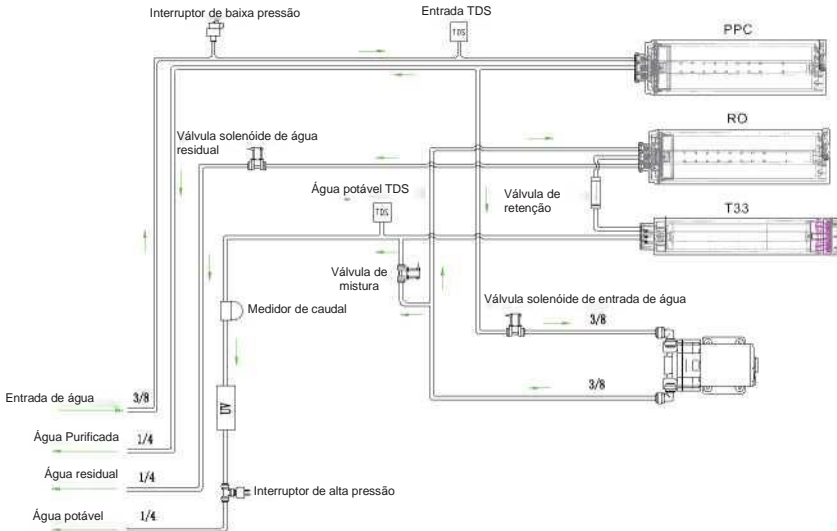 Interruptor de baixa pressão
Entrada TDS
TDS
PPC
RO
Válvula solenóide de água
residual
Água potável TDS
TDS
Válvula de
retenção
T33
Válvula de
mistura
Válvula solenóide de entrada de água
Medidor de caudal
3/8
3/8
UV
Entrada de água
3/8
Água Purificada
1/4
Água residual
1/4
Interruptor de alta pressão
Água potável
1/4